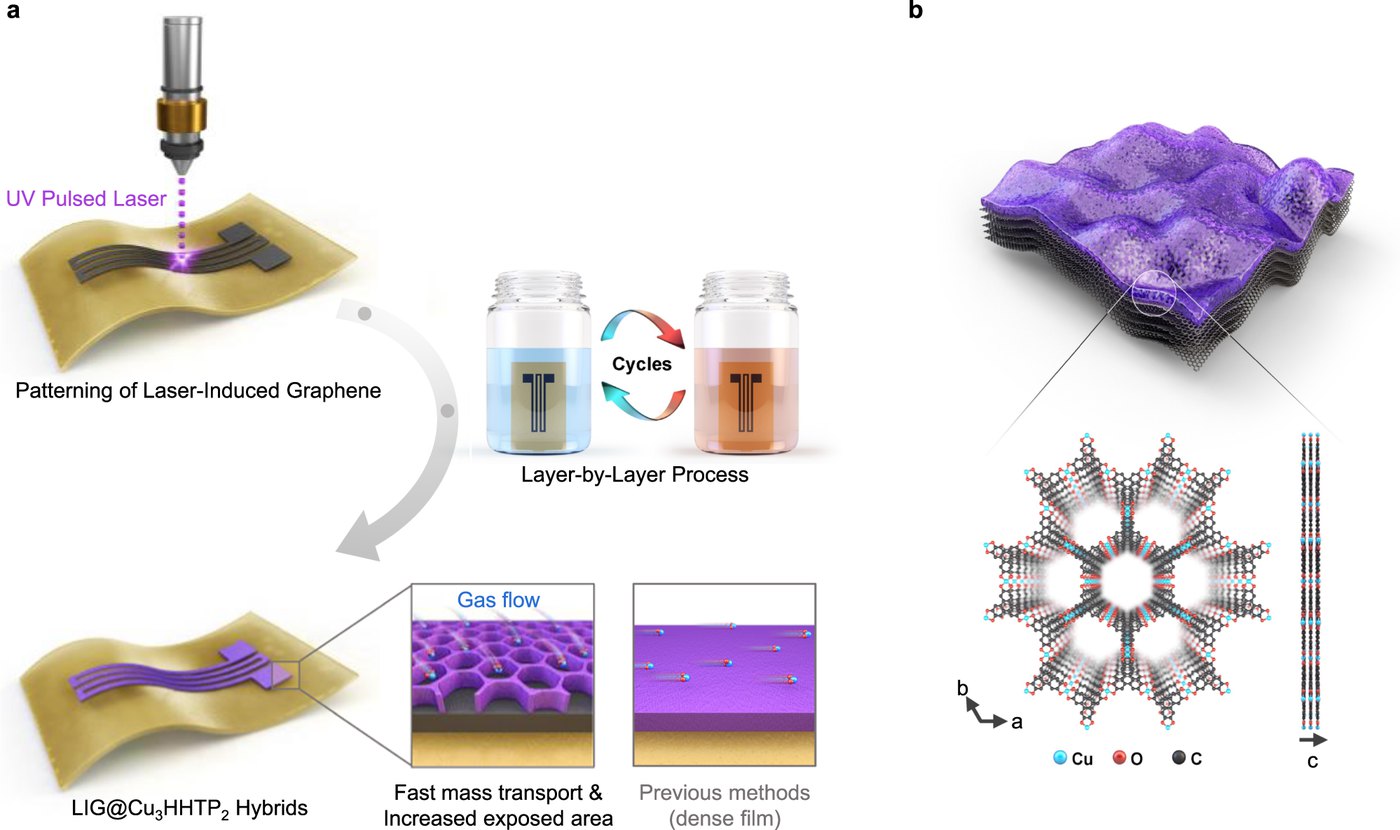 a
UV Pulsed Laser
Patterning of Laser-Induced Graphene
Cycles
Layer-by-Layer Process
Gas flow
LIG@Cu₃HHTP₂ Hybrids
Fast mass transport &
Increased exposed area
Previous methods
(dense film)
b
b
a
Cu O C
c